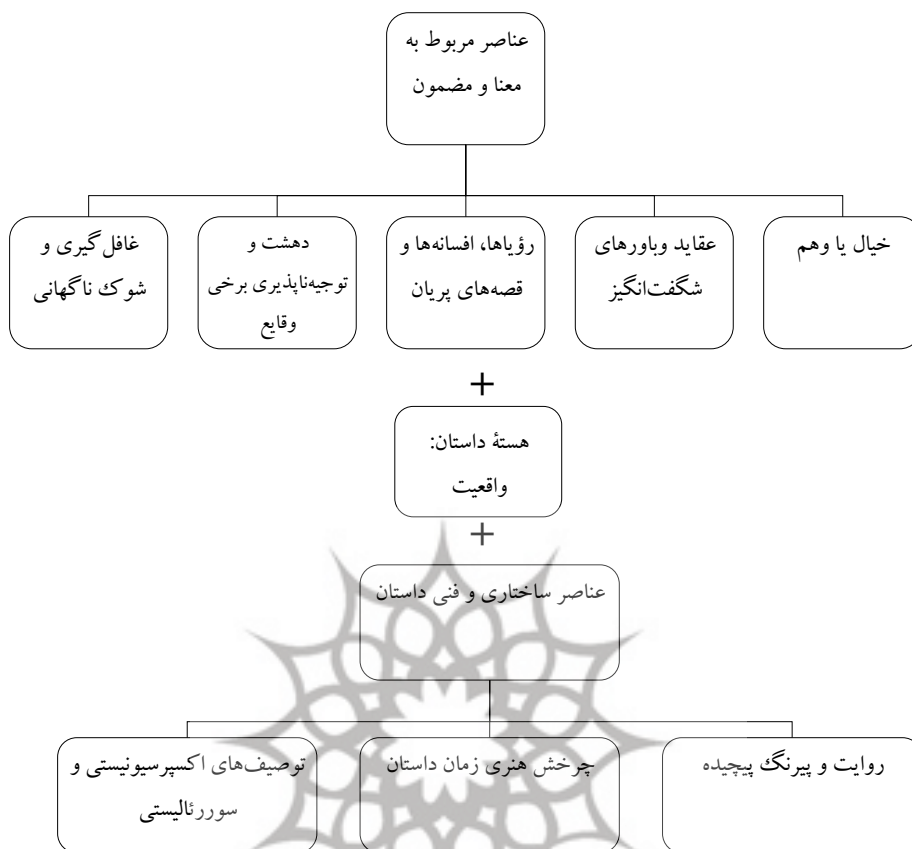 عناصر مربوط به
معنا و مضمون
خیال یا وهم
عقاید وباورهای
شگفت‌انگیز
رؤیاها، افسانه‌ها و
قصه‌های پریان
دهشت و
توجیه‌ناپذیری برخی
وقایع
غافل‌گیری و
شوک ناگهانی
+
هستهٔ داستان:
واقعیت
+
عناصر ساختاری و فنی داستان
روایت و پیرنگ پیچیده
چرخش هنری زمان داستان
توصیف‌های اکسپرسیونیستی و
سوررئالیستی